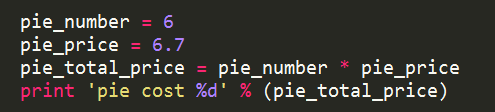 pie_number = 6
pie_price = 6.7
pie_total_price = pie_number * pie_price
print 'pie cost %d' % (pie_total_price)